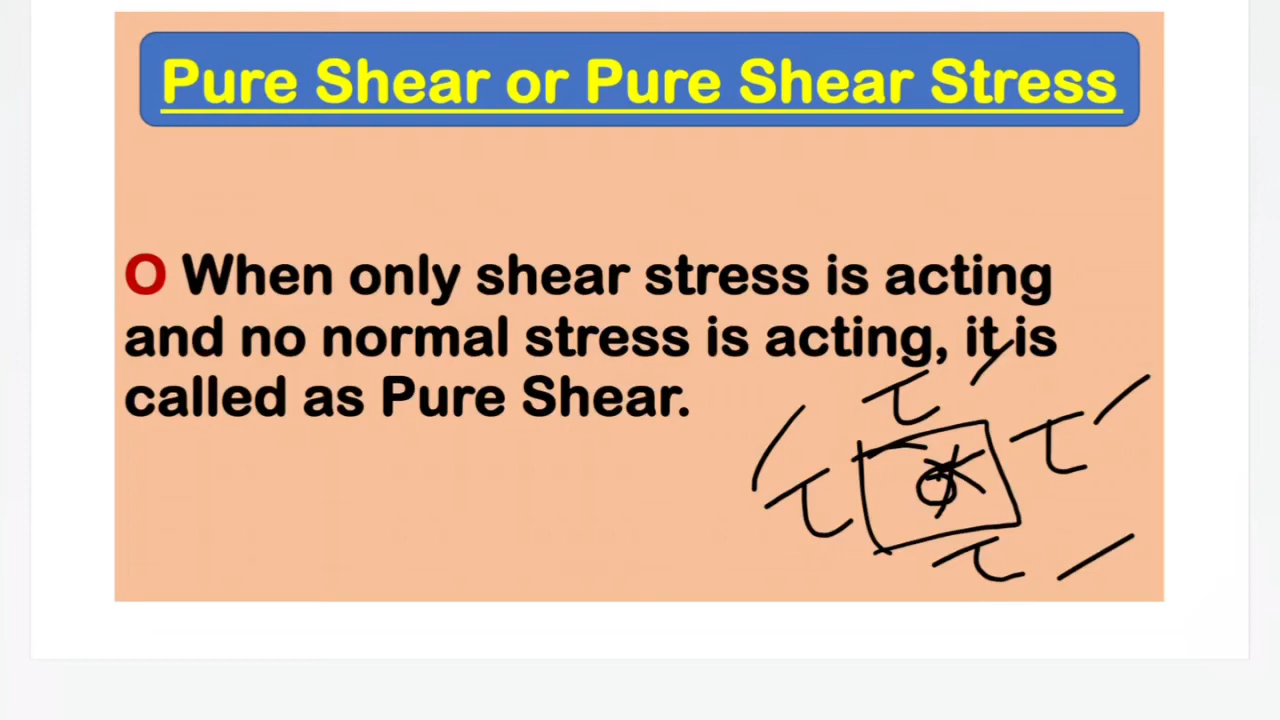 Pure Shear or Pure Shear Stress
O When only shear stress is acting
and no normal stress is acting, it is
called as Pure Shear.
τ
τ
τ
σ
τ